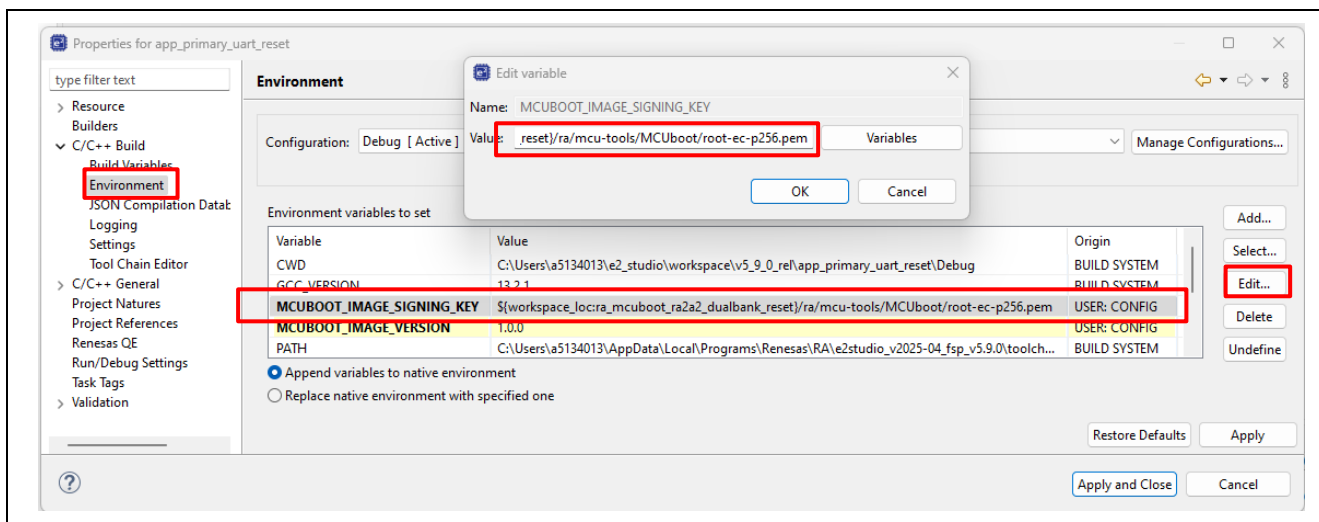 Properties for app_primary_uart_reset
type filter text
Resource
Builders
C/C++ Build
Build Variables
Environment
JSON Compilation Datab
Logging
Settings
Tool Chain Editor
C/C++ General
Project Natures
Project References
Renesas QE
Run/Debug Settings
Task Tags
Validation
Environment
Configuration: Debug [ Active ]
Manage Configurations...
Edit variable
Name: MCUBOOT_IMAGE_SIGNING_KEY
Value: _reset}/ra/mcu-tools/MCUboot/root-ec-p256.pem Variables
OK Cancel
Environment variables to set
Add...
Select...
Edit...
Delete
Undefine
Variable Value Origin
CWD C:\Users\a5134013\e2_studio\workspace\v5_9_0_rel\app_primary_uart_reset\Debug BUILD SYSTEM
GCC_VERSION 13.2.1 BUILD SYSTEM
MCUBOOT_IMAGE_SIGNING_KEY ${workspace_loc:ra_mcuboot_ra2a2_dualbank_reset}/ra/mcu-tools/MCUboot/root-ec-p256.pem USER: CONFIG
MCUBOOT_IMAGE_VERSION 1.0.0 USER: CONFIG
PATH C:\Users\a5134013\AppData\Local\Programs\Renesas\RA\e2studio_v2025-04_fsp_v5.9.0\toolch... BUILD SYSTEM
Append variables to native environment
Replace native environment with specified one
Restore Defaults Apply
Apply and Close Cancel